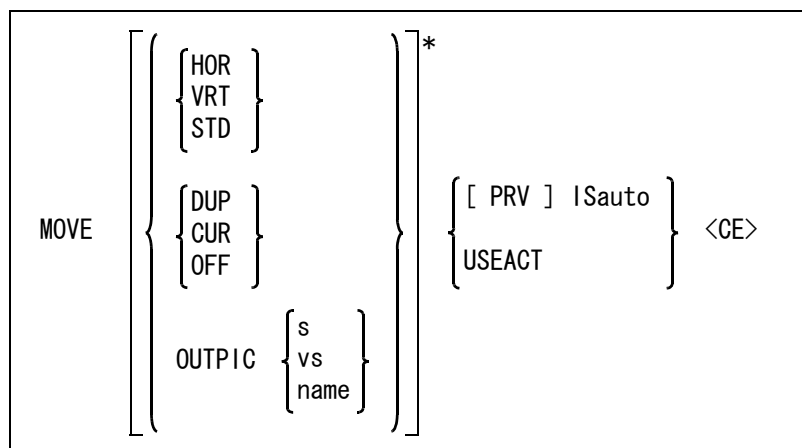 *
HOR
VRT
STD
[ PRV ] ISauto
DUP
MOVE CUR <CE>
OFF USEACT
s
OUTPIC vs
name